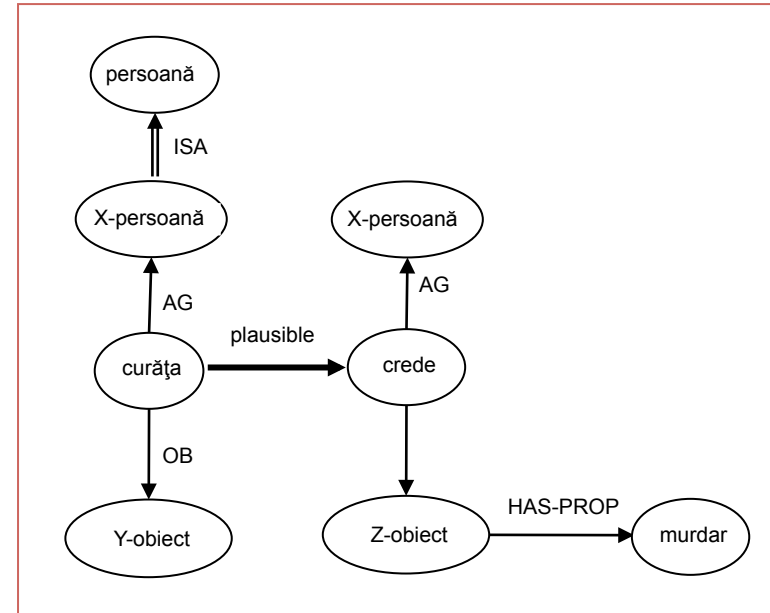 persoană
ISA
X-persoană
X-persoană
AG
AG
plausible
curăţa
crede
OB
HAS-PROP
Y-obiect
Z-obiect
murdar